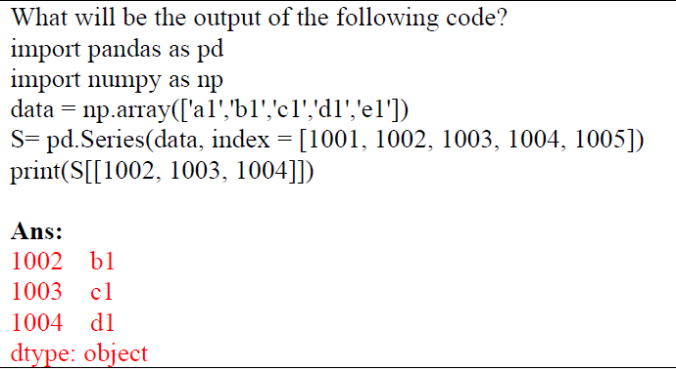 What will be the output of the following code?
import pandas as pd
import numpy as np
data = np.array(['a1','b1','c1','d1','e1'])
S= pd.Series(data, index = [1001, 1002, 1003, 1004, 1005])
print(S[[1002, 1003, 1004]])
Ans:
1002 b1
1003 c1
1004 d1
dtype: object